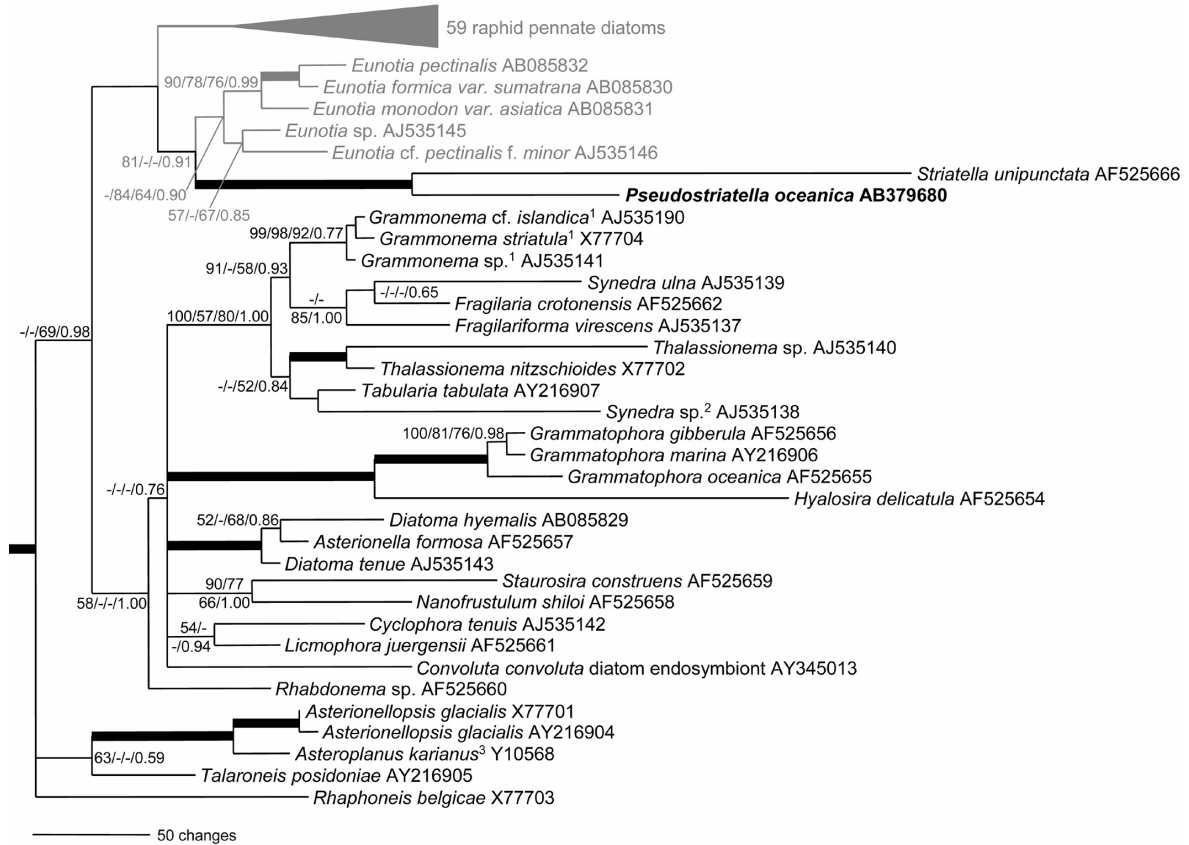 59 raphid pennate diatoms
Eunotia pectinalis AB085832
90/78/76/0.99
Eunotia formica var. sumatrana AB085830
Eunotia monodon var. asiatica AB085831
Eunotia sp. AJ535145
Eunotia cf. pectinalis f. minor AJ535146
81/-/-/0.91
Striatella unipunctata AF525666
-/84/64/0.90
Pseudostriatella oceanica AB379680
57/-/67/0.85
Grammonema cf. islandica¹ AJ535190
99/98/92/0.77
Grammonema striatula¹ X77704
Grammonema sp.¹ AJ535141
91/-/58/0.93
Synedra ulna AJ535139
-/-/-/0.65
-/-
Fragilaria crotonensis AF525662
100/57/80/1.00
85/1.00
Fragilariforma virescens AJ535137
-/-/69/0.98
Thalassionema sp. AJ535140
Thalassionema nitzschioides X77702
-/-/52/0.84
Tabularia tabulata AY216907
Synedra sp.² AJ535138
100/81/76/0.98
Grammatophora gibberula AF525656
Grammatophora marina AY216906
Grammatophora oceanica AF525655
-/-/-/0.76
Hyalosira delicatula AF525654
52/-/68/0.86
Diatoma hyemalis AB085829
Asterionella formosa AF525657
Diatoma tenue AJ535143
90/77
Staurosira construens AF525659
58/-/-/1.00
66/1.00
Nanofrustulum shiloi AF525658
54/-
Cyclophora tenuis AJ535142
-/0.94
Licmophora juergensii AF525661
Convoluta convoluta diatom endosymbiont AY345013
Rhabdonema sp. AF525660
Asterionellopsis glacialis X77701
Asterionellopsis glacialis AY216904
Asteroplanus karianus³ Y10568
63/-/-/0.59
Talaroneis posidoniae AY216905
Rhaphoneis belgicae X77703
50 changes